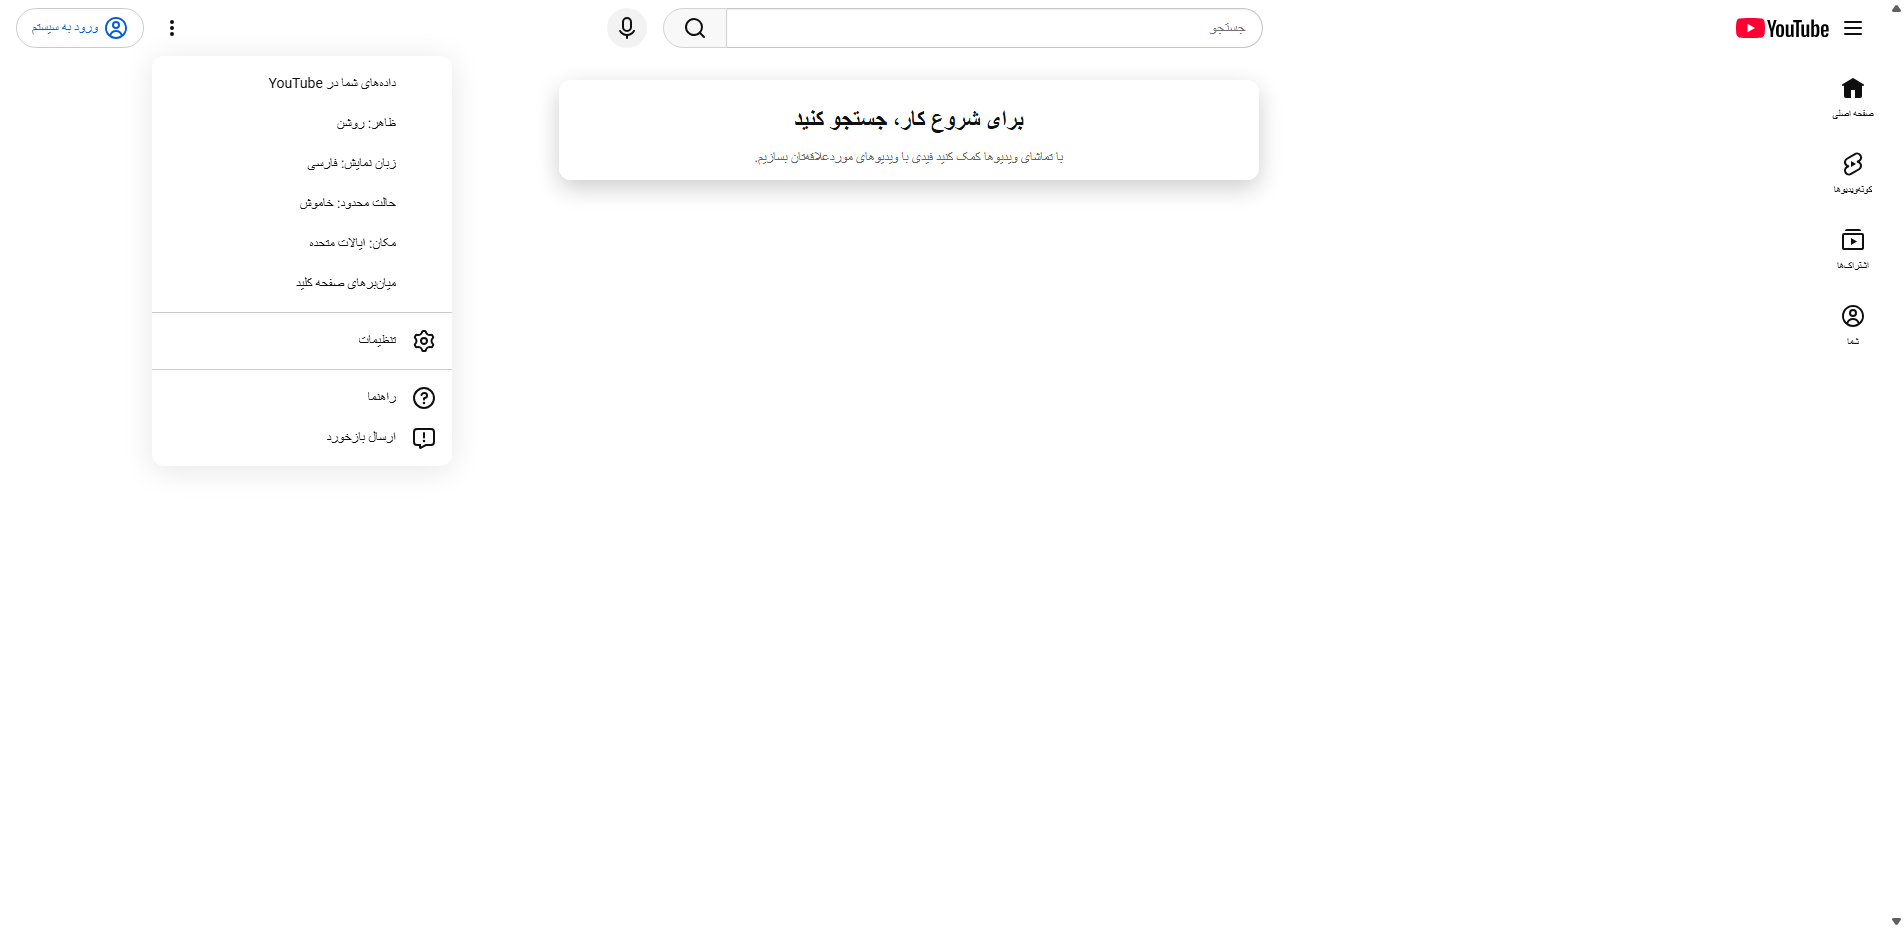 YouTube
جستجو
ورود به سیستم
صفحه اصلی
کوته‌ویدیوها
اشتراک‌ها
شما
برای شروع کار، جستجو کنید
با تماشای ویدیوها کمک کنید فیدی با ویدیوهای موردعلاقه‌تان بسازیم.
داده‌های شما در YouTube
ظاهر: روشن
زبان نمایش: فارسی
حالت محدود: خاموش
مکان: ایالات متحده
میان‌برهای صفحه کلید
تنظیمات
راهنما
ارسال بازخورد